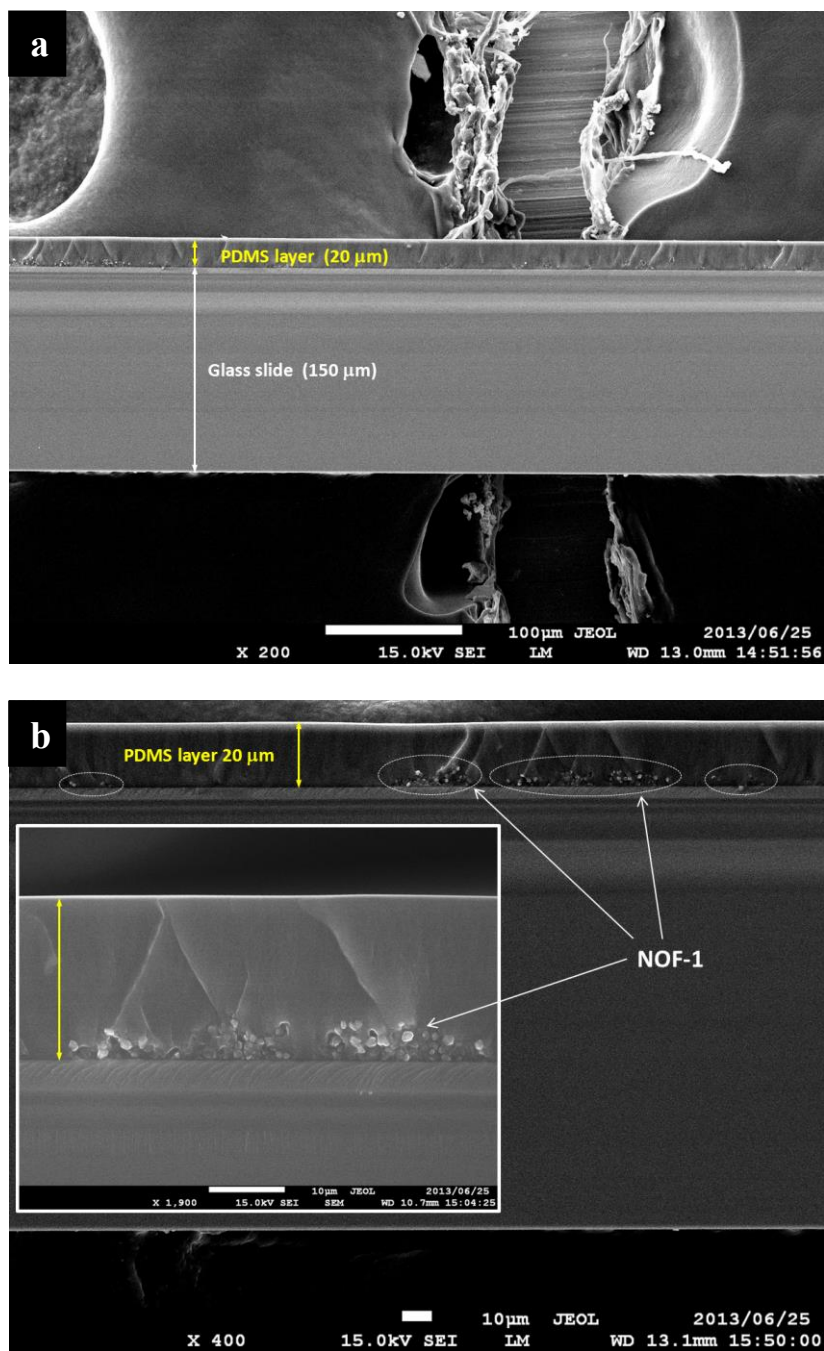 a
PDMS layer (20 µm)
Glass slide (150 µm)
100µm JEOL 2013/06/25
X 200 15.0kV SEI LM WD 13.0mm 14:51:56
b
PDMS layer 20 µm
NOF-1
10µm JEOL 2013/06/25
X 1,900 15.0kV SEI SEM WD 10.7mm 15:04:25
10µm JEOL 2013/06/25
X 400 15.0kV SEI LM WD 13.1mm 15:50:00